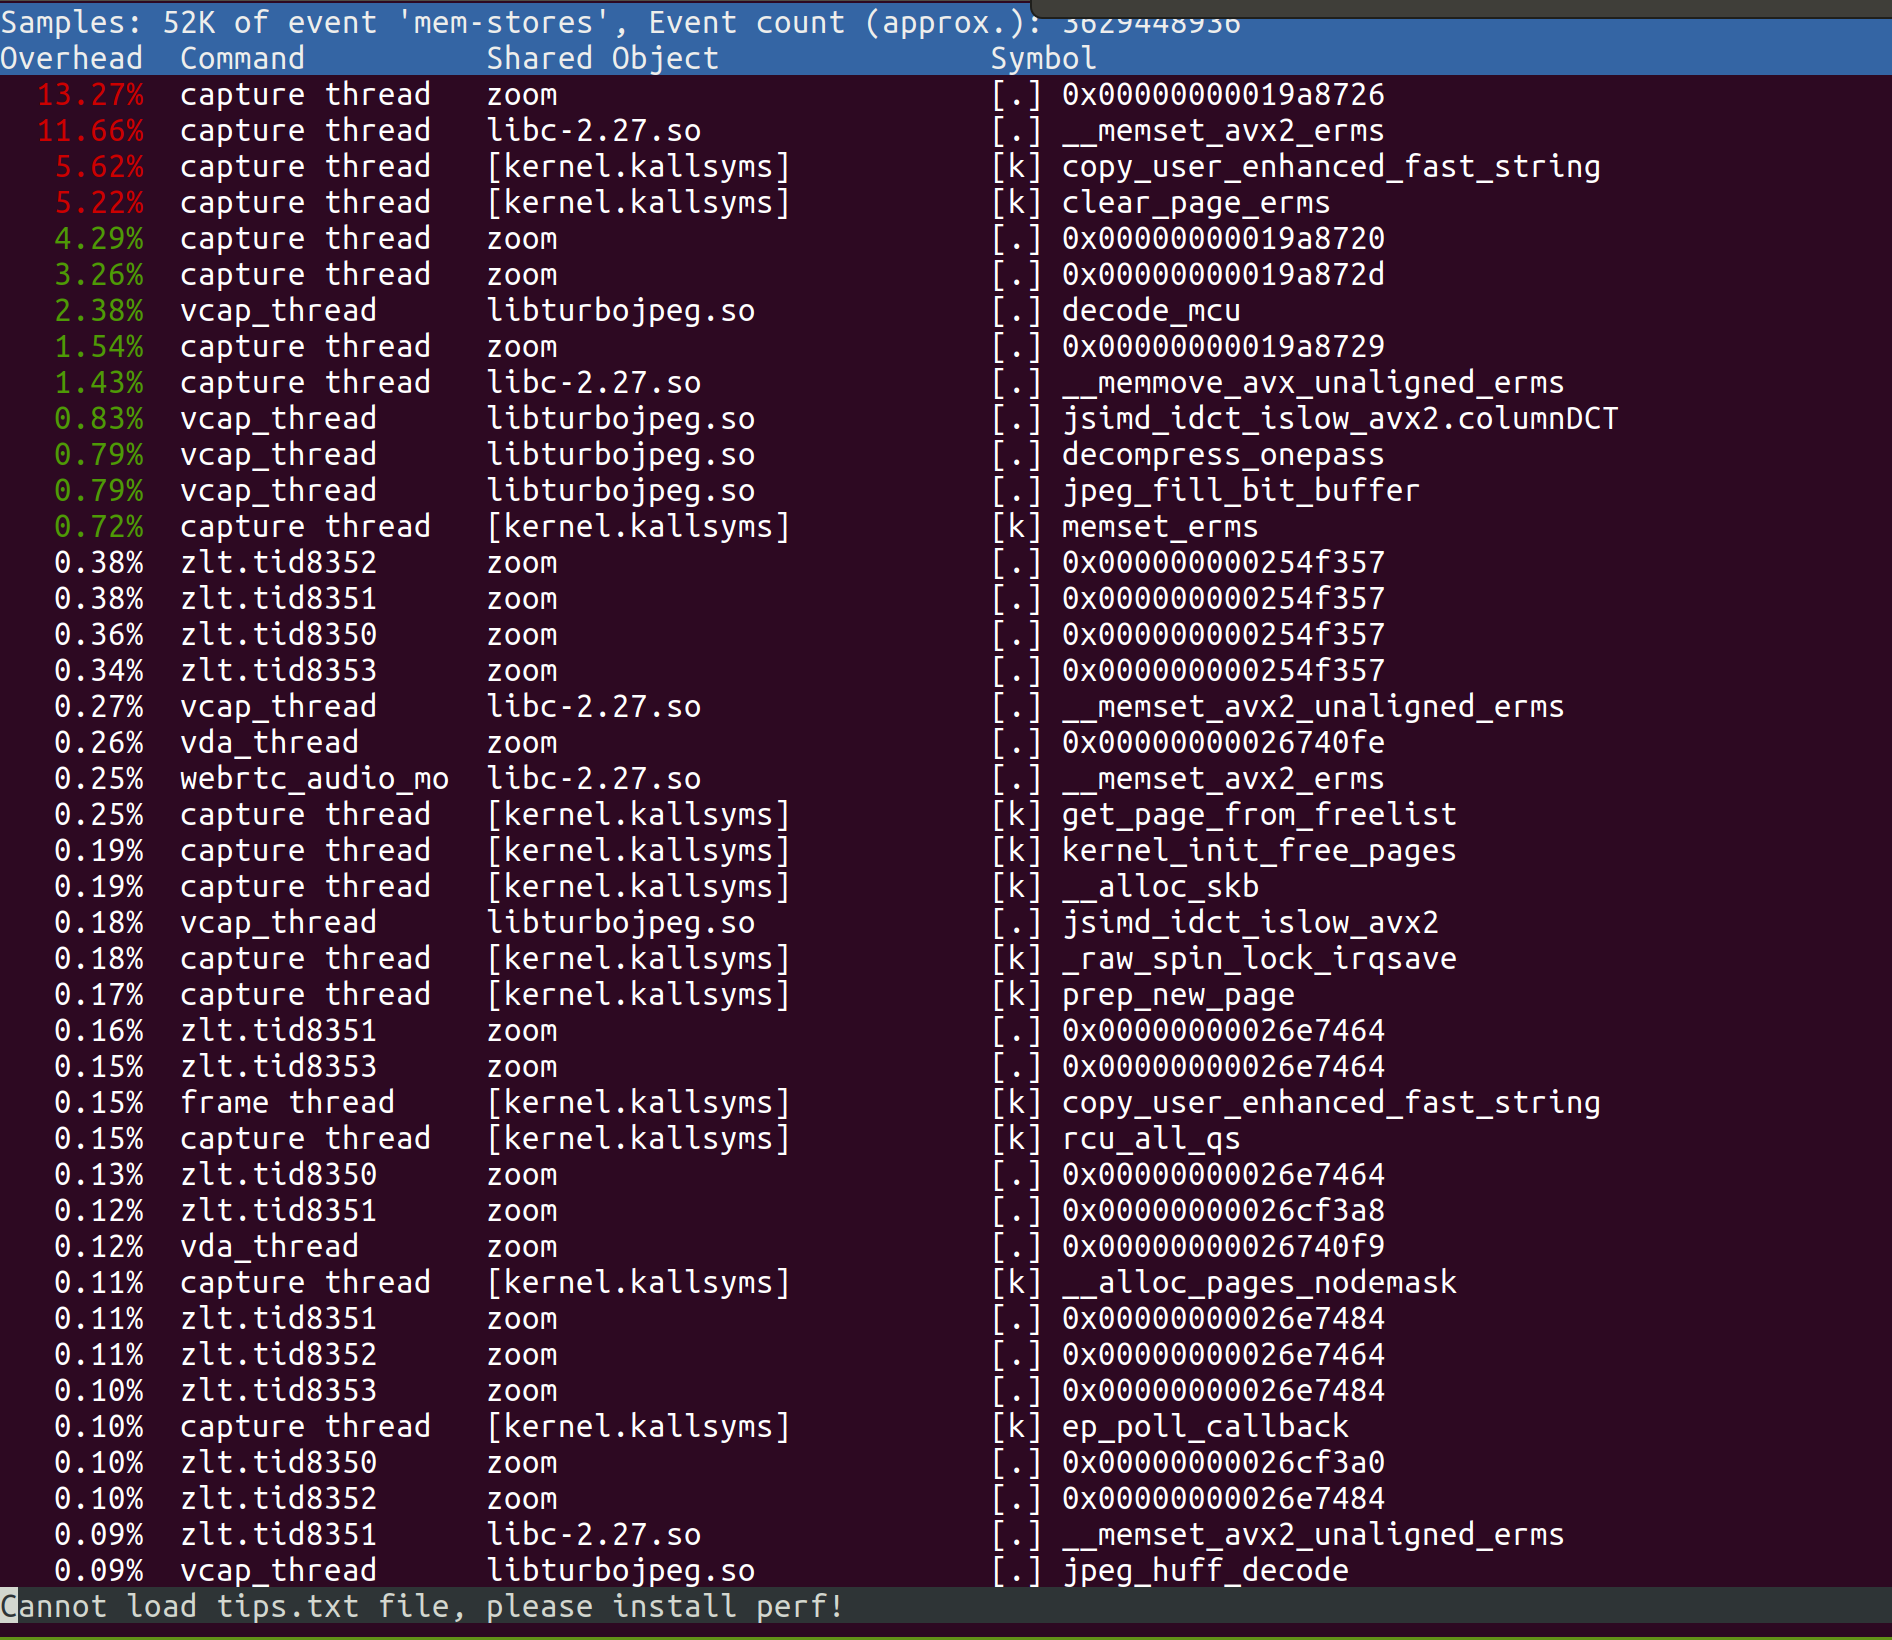 Samples: 52K of event 'mem-stores', Event count (approx.): 3629448936
Overhead  Command           Shared Object               Symbol
  13.27%  capture thread    zoom                        [.] 0x00000000019a8726
  11.66%  capture thread    libc-2.27.so                [.] __memset_avx2_erms
   5.62%  capture thread    [kernel.kallsyms]           [k] copy_user_enhanced_fast_string
   5.22%  capture thread    [kernel.kallsyms]           [k] clear_page_erms
   4.29%  capture thread    zoom                        [.] 0x00000000019a8720
   3.26%  capture thread    zoom                        [.] 0x00000000019a872d
   2.38%  vcap_thread       libturbojpeg.so             [.] decode_mcu
   1.54%  capture thread    zoom                        [.] 0x00000000019a8729
   1.43%  capture thread    libc-2.27.so                [.] __memmove_avx_unaligned_erms
   0.83%  vcap_thread       libturbojpeg.so             [.] jsimd_idct_islow_avx2.columnDCT
   0.79%  vcap_thread       libturbojpeg.so             [.] decompress_onepass
   0.79%  vcap_thread       libturbojpeg.so             [.] jpeg_fill_bit_buffer
   0.72%  capture thread    [kernel.kallsyms]           [k] memset_erms
   0.38%  zlt.tid8352       zoom                        [.] 0x000000000254f357
   0.38%  zlt.tid8351       zoom                        [.] 0x000000000254f357
   0.36%  zlt.tid8350       zoom                        [.] 0x000000000254f357
   0.34%  zlt.tid8353       zoom                        [.] 0x000000000254f357
   0.27%  vcap_thread       libc-2.27.so                [.] __memset_avx2_unaligned_erms
   0.26%  vda_thread        zoom                        [.] 0x00000000026740fe
   0.25%  webrtc_audio_mo   libc-2.27.so                [.] __memset_avx2_erms
   0.25%  capture thread    [kernel.kallsyms]           [k] get_page_from_freelist
   0.19%  capture thread    [kernel.kallsyms]           [k] kernel_init_free_pages
   0.19%  capture thread    [kernel.kallsyms]           [k] __alloc_skb
   0.18%  vcap_thread       libturbojpeg.so             [.] jsimd_idct_islow_avx2
   0.18%  capture thread    [kernel.kallsyms]           [k] _raw_spin_lock_irqsave
   0.17%  capture thread    [kernel.kallsyms]           [k] prep_new_page
   0.16%  zlt.tid8351       zoom                        [.] 0x00000000026e7464
   0.15%  zlt.tid8353       zoom                        [.] 0x00000000026e7464
   0.15%  frame thread      [kernel.kallsyms]           [k] copy_user_enhanced_fast_string
   0.15%  capture thread    [kernel.kallsyms]           [k] rcu_all_qs
   0.13%  zlt.tid8350       zoom                        [.] 0x00000000026e7464
   0.12%  zlt.tid8351       zoom                        [.] 0x00000000026cf3a8
   0.12%  vda_thread        zoom                        [.] 0x00000000026740f9
   0.11%  capture thread    [kernel.kallsyms]           [k] __alloc_pages_nodemask
   0.11%  zlt.tid8351       zoom                        [.] 0x00000000026e7484
   0.11%  zlt.tid8352       zoom                        [.] 0x00000000026e7464
   0.10%  zlt.tid8353       zoom                        [.] 0x00000000026e7484
   0.10%  capture thread    [kernel.kallsyms]           [k] ep_poll_callback
   0.10%  zlt.tid8350       zoom                        [.] 0x00000000026cf3a0
   0.10%  zlt.tid8352       zoom                        [.] 0x00000000026e7484
   0.09%  zlt.tid8351       libc-2.27.so                [.] __memset_avx2_unaligned_erms
   0.09%  vcap_thread       libturbojpeg.so             [.] jpeg_huff_decode
Cannot load tips.txt file, please install perf!